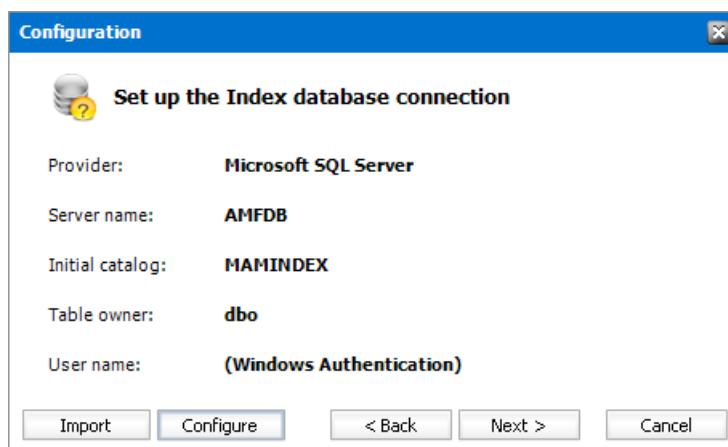 Configuration
Set up the Index database connection
Provider: Microsoft SQL Server
Server name: AMFDB
Initial catalog: MAMINDEX
Table owner: dbo
User name: (Windows Authentication)
Import Configure < Back Next > Cancel